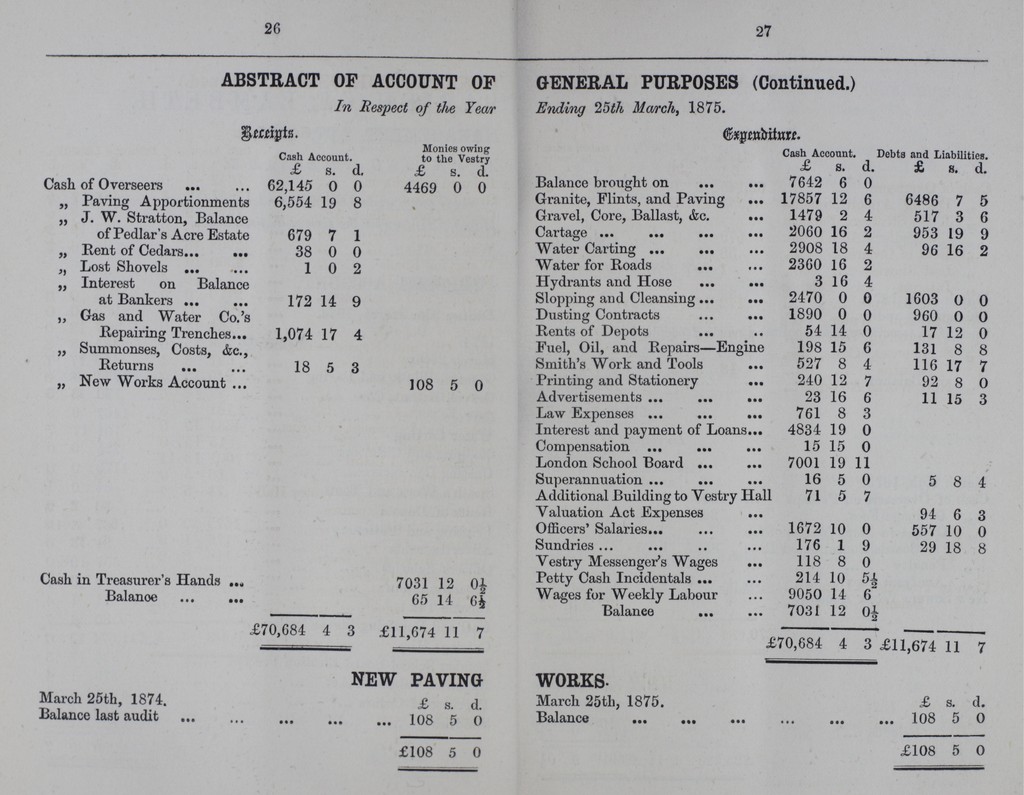 26
ABSTRACT OF ACCOUNT OF
In Respect of the Year
Receipts.
Cash Account. Monies owing to the Vestry
£ s. d. £ s. d.
Cash of Overseers ... ... 62,145 0 0 4469 0 0
„ Paving Apportionments 6,554 19 8
„ J. W. Stratton, Balance
of Pedlar's Acre Estate 679 7 1
„ Rent of Cedars... ... 38 0 0
„ Lost Shovels ... ... 1 0 2
„ Interest on Balance
at Bankers ... ... 172 14 9
„ Gas and Water Co.'s
Repairing Trenches... 1,074 17 4
„ Summonses, Costs, &c.,
Returns ... ... 18 5 3
„ New Works Account ... 108 5 0
Cash in Treasurer's Hands ... 7031 12 0½
Balance ... ... 65 14 6½
£70,684 4 3 £11,674 11 7
NEW PAVING
March 25th, 1874. £ s. d.
Balance last audit ... ... ... ... ... 108 5 0
£108 5 0
27
GENERAL PURPOSES (Continued.)
Ending 25th March, 1875.
Expenditure.
Cash Account. Debts and Liabilities.
£ s. d. £ s. d.
Balance brought on ... ... 7642 6 0
Granite, Flints, and Paving ... 17857 12 6 6486 7 5
Gravel, Core, Ballast, &c. ... 1479 2 4 517 3 6
Cartage ... ... ... ... 2060 16 2 953 19 9
Water Carting ... ... ... 2908 18 4 96 16 2
Water for Roads ... ... 2360 16 2
Hydrants and Hose ... ... 3 16 4
Slopping and Cleansing ... ... 2470 0 0 1603 0 0
Dusting Contracts ... ... 1890 0 0 960 0 0
Rents of Depots ... .. 54 14 0 17 12 0
Fuel, Oil, and Repairs—Engine 198 15 6 131 8 8
Smith's Work and Tools ... 527 8 4 116 17 7
Printing and Stationery ... 240 12 7 92 8 0
Advertisements ... ... ... 23 16 6 11 15 3
Law Expenses ... ... ... 761 8 3
Interest and payment of Loans... 4834 19 0
Compensation ... ... ... 15 15 0
London School Board ... ... 7001 19 11
Superannuation ... ... ... 16 5 0 5 8 4
Additional Building to Vestry Hall 71 5 7
Valuation Act Expenses ... 94 6 3
Officers' Salaries... ... ... 1672 10 0 557 10 0
Sundries ... ... .. ... 176 1 9 29 18 8
Vestry Messenger's Wages ... 118 8 0
Petty Cash Incidentals ... ... 214 10 5½
Wages for Weekly Labour ... 9050 14 6
Balance ... ... 7031 12 0½
£70,684 4 3 £11,674 11 7
WORKS.
March 25th, 1875. £ s. d.
Balance ... ... ... ... ... ... 108 5 0
£108 5 0